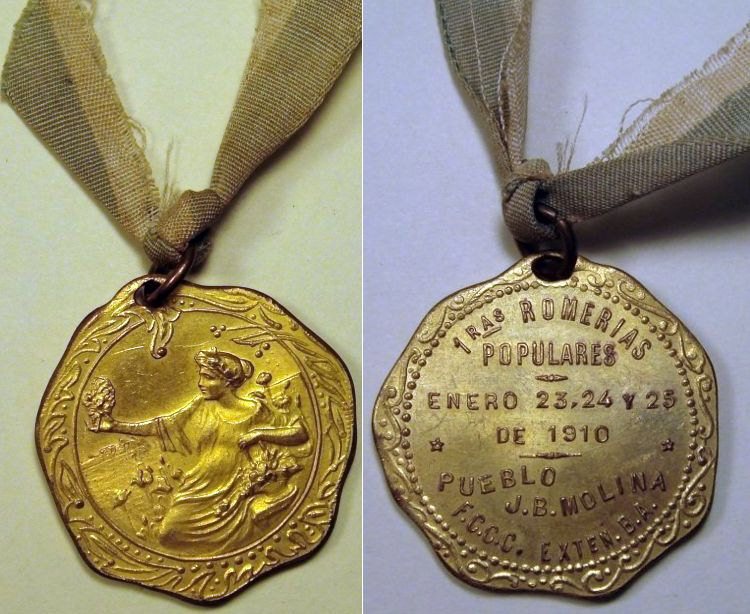 1RAS ROMERIAS
POPULARES
ENERO 23.24 Y 25
DE 1910
PUEBLO
J.B. MOLINA
F.C.C.C. EXTEN. B.A.